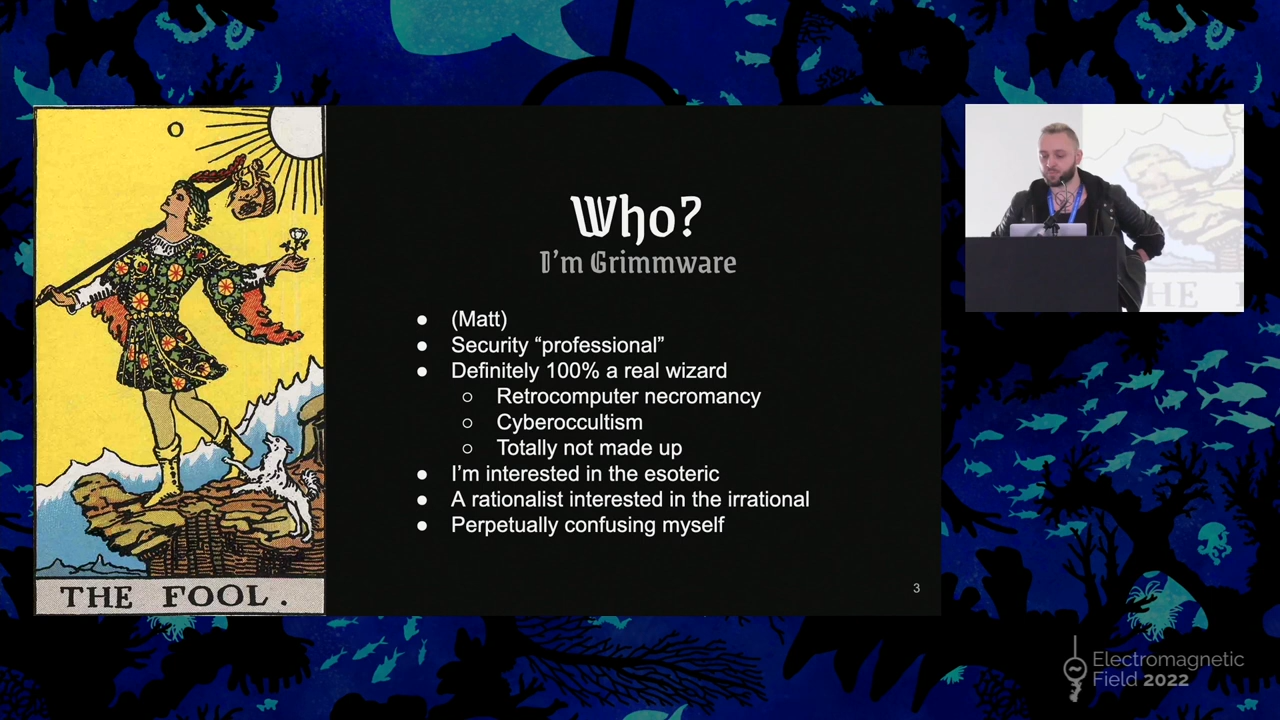 O
THE FOOL.
Who?
I'm Grimmware
(Matt)
Security “professional”
Definitely 100% a real wizard
Retrocomputer necromancy
Cyberoccultism
Totally not made up
I'm interested in the esoteric
A rationalist interested in the irrational
Perpetually confusing myself
3
HE
Electromagnetic
Field 2022